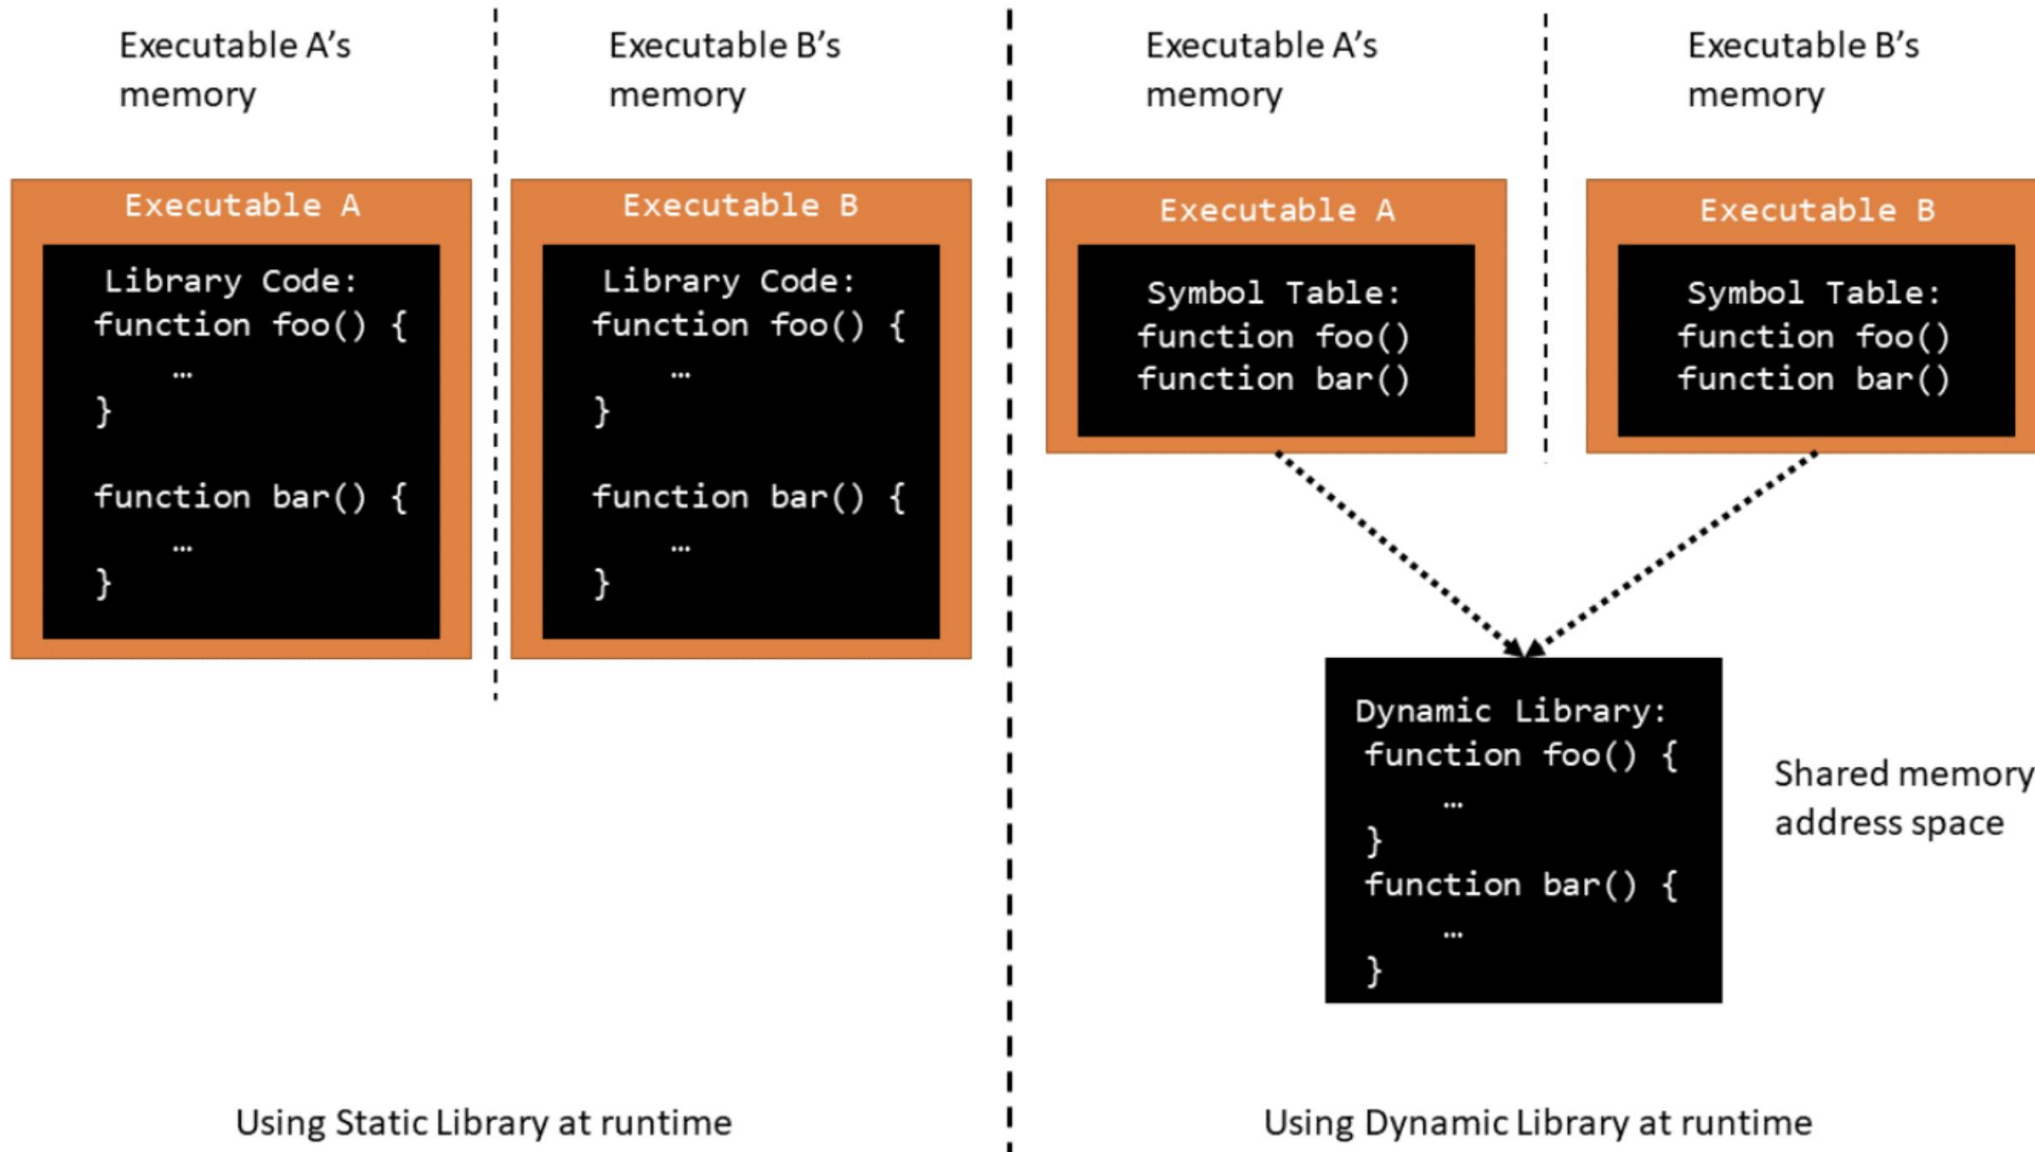 Executable A’s
memory
Executable B’s
memory
Executable A
Library Code:
function foo() {
…
}
function bar() {
…
}
Executable B
Library Code:
function foo() {
…
}
function bar() {
…
}
Using Static Library at runtime
Executable A’s
memory
Executable B’s
memory
Executable A
Symbol Table:
function foo()
function bar()
Executable B
Symbol Table:
function foo()
function bar()
Dynamic Library:
function foo() {
…
}
function bar() {
…
}
Shared memory
address space
Using Dynamic Library at runtime